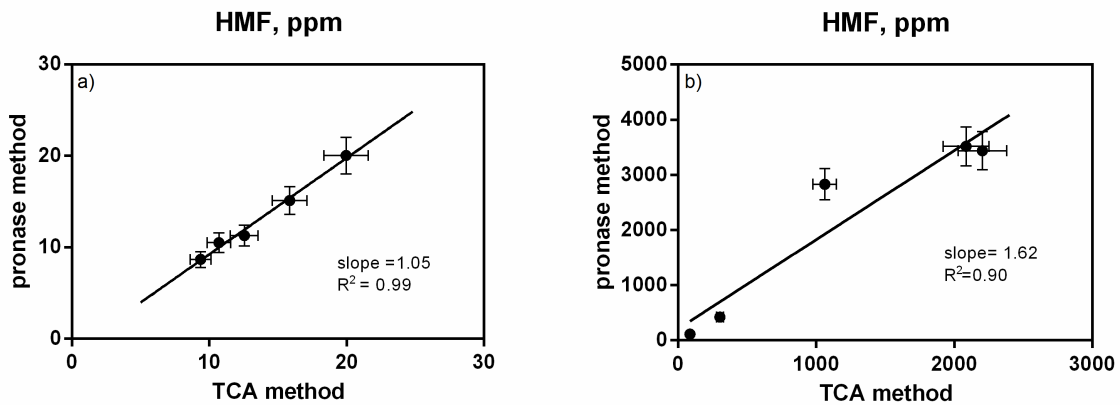 HMF, ppm
30
20
10
0
pronase method
a)
slope =1.05
R² = 0.99
0 10 20 30
TCA method
HMF, ppm
5000
4000
3000
2000
1000
0
pronase method
b)
slope= 1.62
R²=0.90
0 1000 2000 3000
TCA method